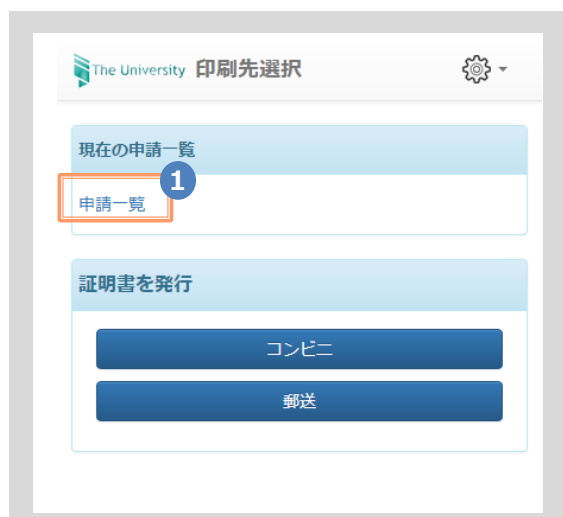 The University 印刷先選択
現在の申請一覧
1
申請一覧
証明書を発行
コンビニ
郵送